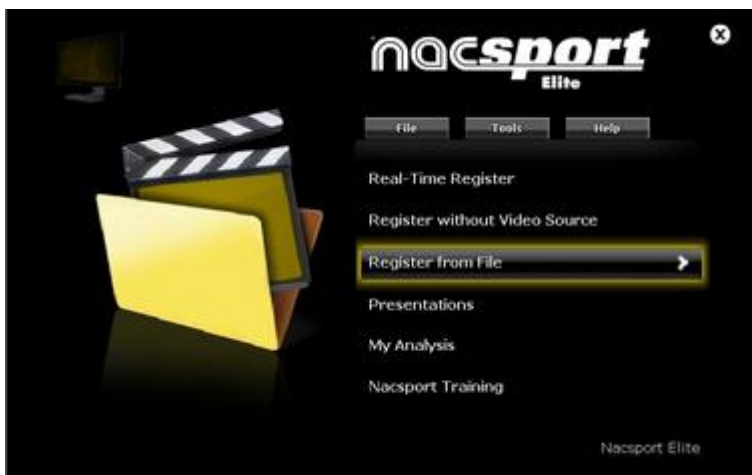 nacsport
Elite
File Tools Help
Real-Time Register
Register without Video Source
Register from File
Presentations
My Analysis
Nacsport Training
Nacsport Elite